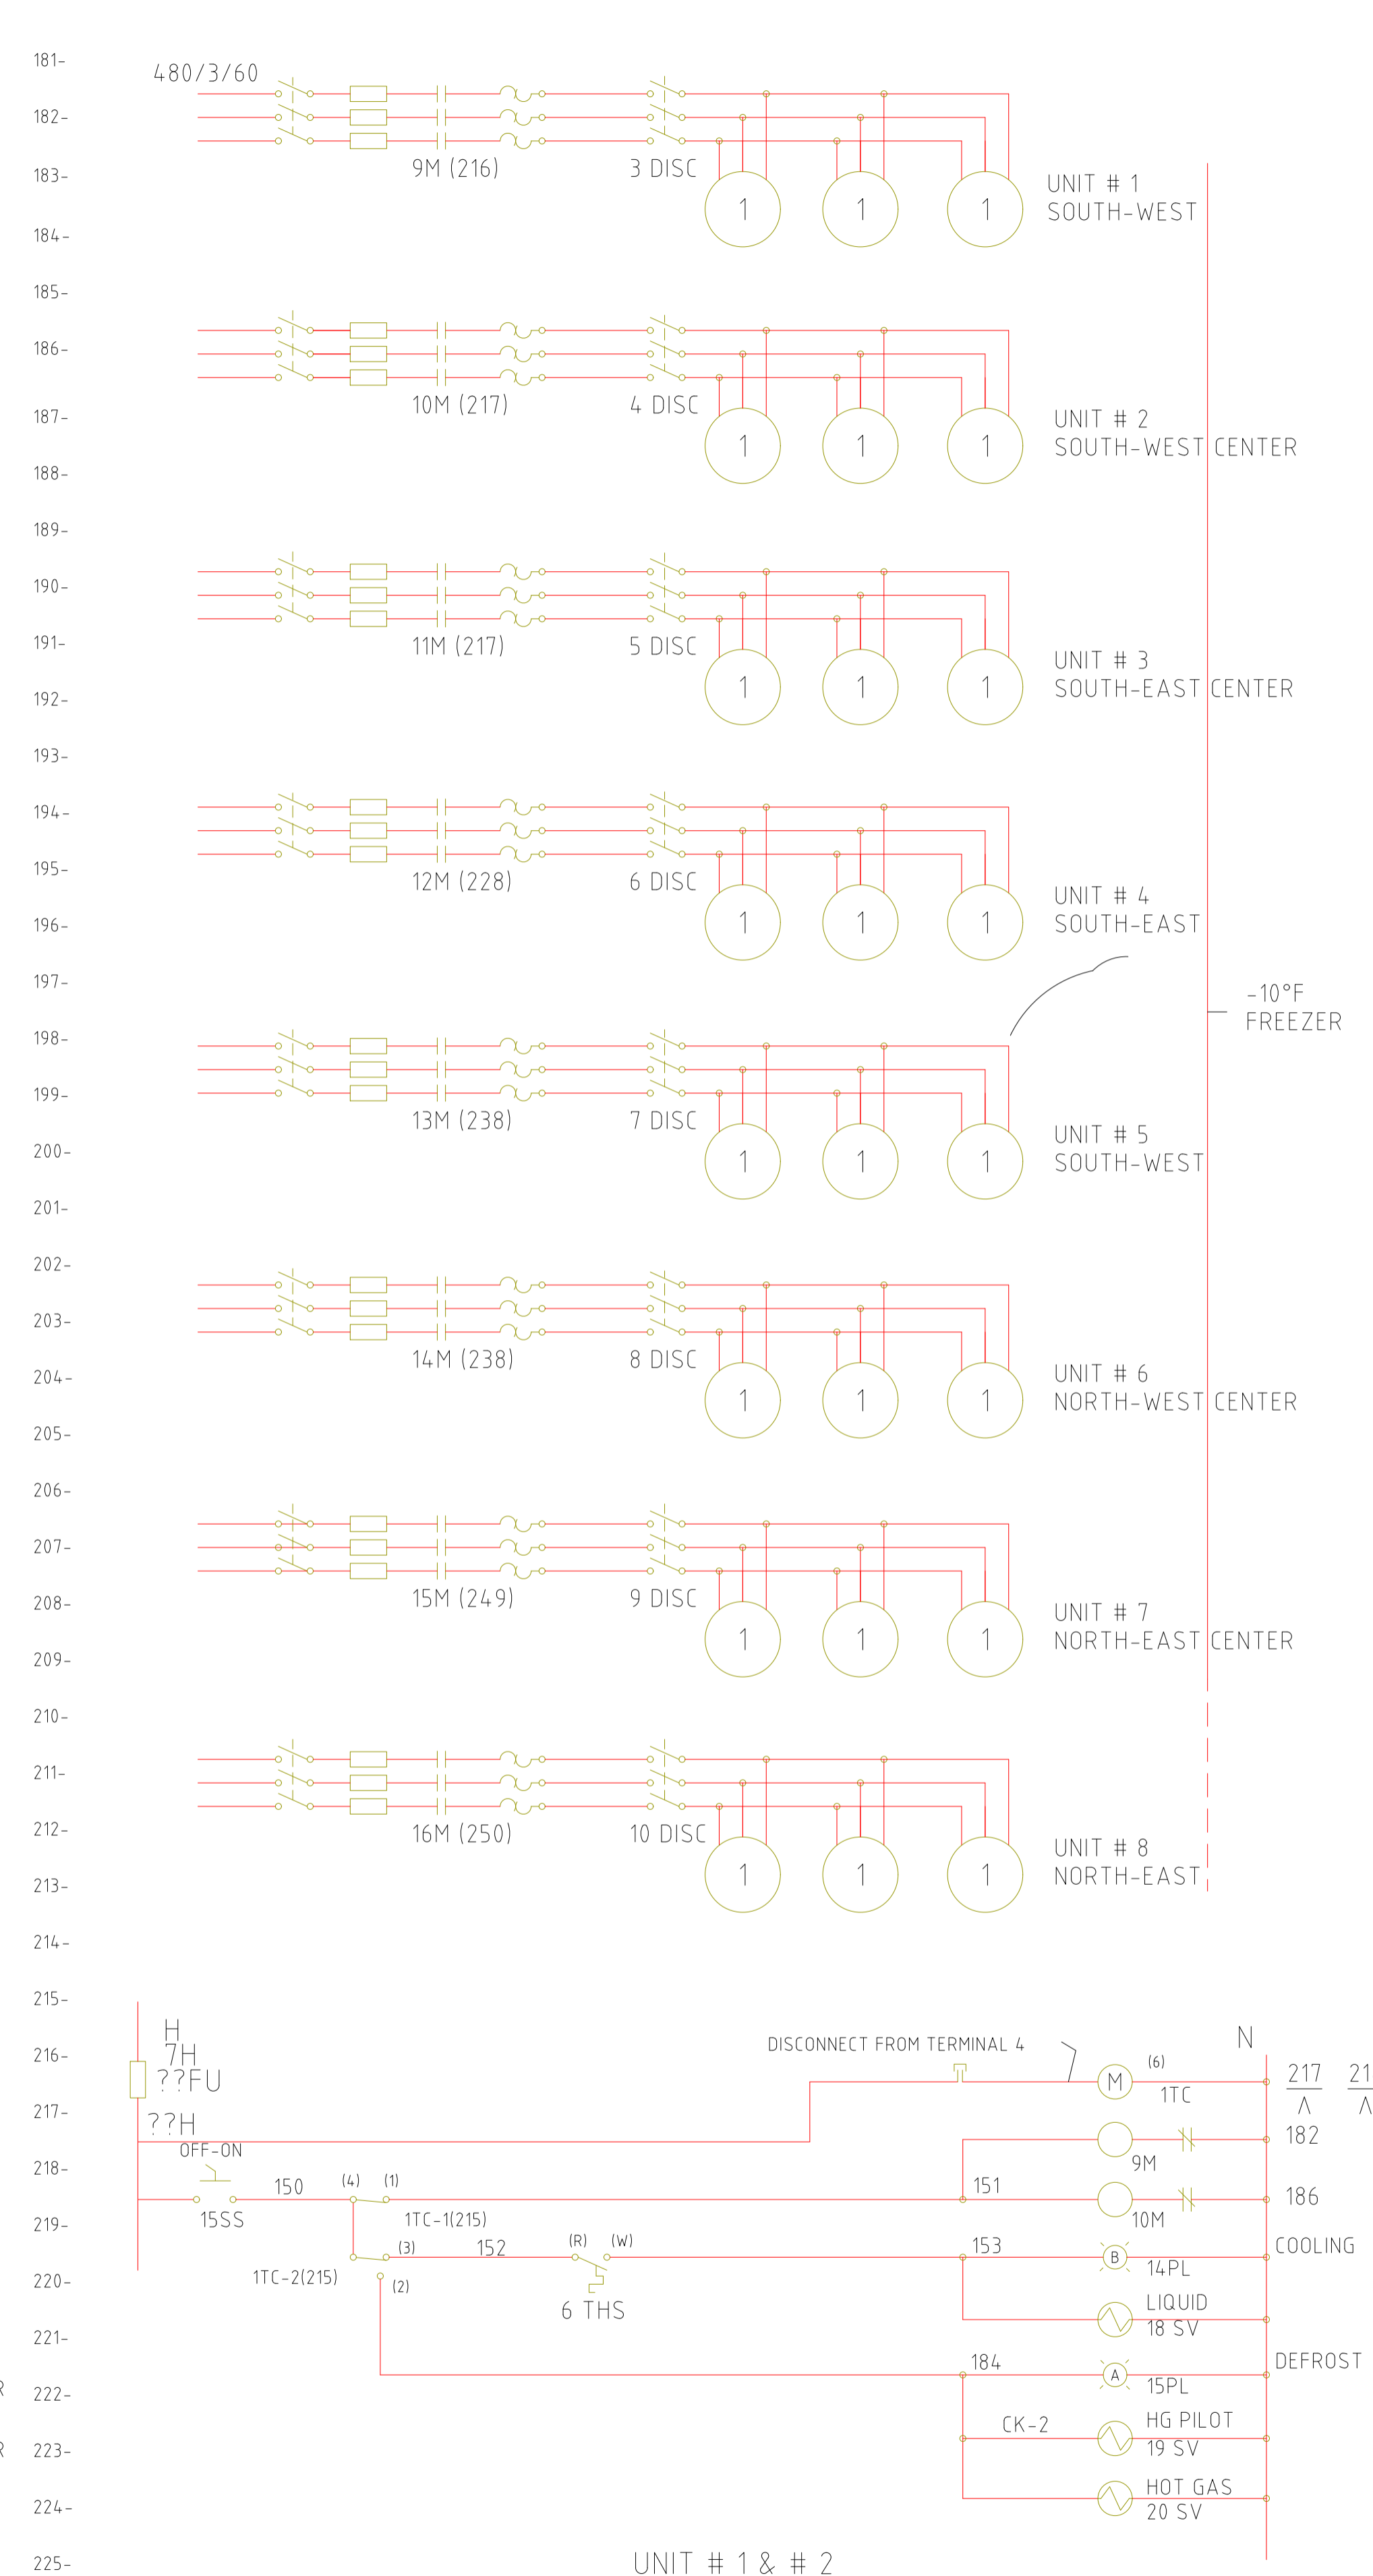 181-
480/3/60
182-
9M (216)
3 DISC
183-
UNIT # 1
SOUTH-WEST
1
1
1
184-
185-
186-
10M (217)
4 DISC
187-
UNIT # 2
SOUTH-WEST CENTER
1
1
1
188-
189-
190-
11M (217)
5 DISC
191-
UNIT # 3
SOUTH-EAST CENTER
1
1
1
192-
193-
194-
12M (228)
6 DISC
195-
UNIT # 4
SOUTH-EAST
1
1
1
196-
197-
-10°F
FREEZER
198-
199-
13M (238)
7 DISC
UNIT # 5
SOUTH-WEST
1
1
1
200-
201-
202-
203-
14M (238)
8 DISC
204-
UNIT # 6
NORTH-WEST CENTER
1
1
1
205-
206-
207-
15M (249)
9 DISC
208-
UNIT # 7
NORTH-EAST CENTER
1
1
1
209-
210-
211-
212-
16M (250)
10 DISC
UNIT # 8
NORTH-EAST
1
1
1
213-
214-
215-
H
7H
??FU
216-
DISCONNECT FROM TERMINAL 4
N
(6)
M
1TC
217
21
217-
??H
OFF-ON
182
9M
218-
150
(4)
(1)
151
186
15SS
1TC-1(215)
10M
219-
152
(3)
(R)
(W)
153
COOLING
B
14PL
1TC-2(215)
(2)
220-
6 THS
LIQUID
18 SV
221-
184
DEFROST
A
15PL
R
222-
CK-2
HG PILOT
19 SV
R
223-
HOT GAS
20 SV
224-
225-
UNIT # 1 & # 2